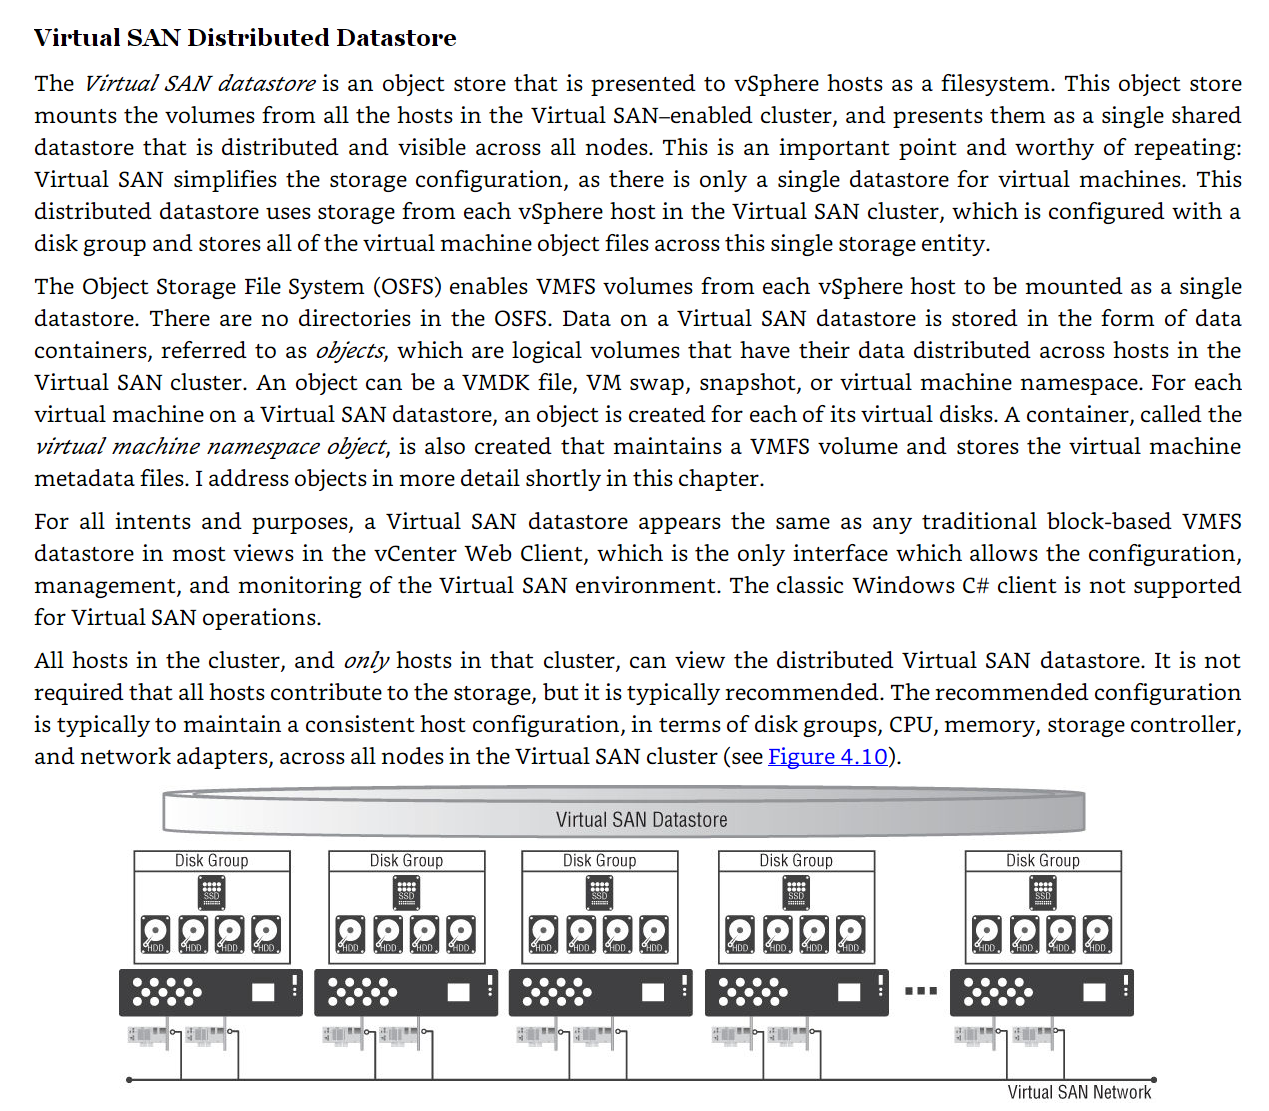 Virtual SAN Distributed Datastore
The Virtual SAN datastore is an object store that is presented to vSphere hosts as a filesystem. This object store
mounts the volumes from all the hosts in the Virtual SAN–enabled cluster, and presents them as a single shared
datastore that is distributed and visible across all nodes. This is an important point and worthy of repeating:
Virtual SAN simplifies the storage configuration, as there is only a single datastore for virtual machines. This
distributed datastore uses storage from each vSphere host in the Virtual SAN cluster, which is configured with a
disk group and stores all of the virtual machine object files across this single storage entity.
The Object Storage File System (OSFS) enables VMFS volumes from each vSphere host to be mounted as a single
datastore. There are no directories in the OSFS. Data on a Virtual SAN datastore is stored in the form of data
containers, referred to as objects, which are logical volumes that have their data distributed across hosts in the
Virtual SAN cluster. An object can be a VMDK file, VM swap, snapshot, or virtual machine namespace. For each
virtual machine on a Virtual SAN datastore, an object is created for each of its virtual disks. A container, called the
virtual machine namespace object, is also created that maintains a VMFS volume and stores the virtual machine
metadata files. I address objects in more detail shortly in this chapter.
For all intents and purposes, a Virtual SAN datastore appears the same as any traditional block-based VMFS
datastore in most views in the vCenter Web Client, which is the only interface which allows the configuration,
management, and monitoring of the Virtual SAN environment. The classic Windows C# client is not supported
for Virtual SAN operations.
All hosts in the cluster, and only hosts in that cluster, can view the distributed Virtual SAN datastore. It is not
required that all hosts contribute to the storage, but it is typically recommended. The recommended configuration
is typically to maintain a consistent host configuration, in terms of disk groups, CPU, memory, storage controller,
and network adapters, across all nodes in the Virtual SAN cluster (see Figure 4.10).
Virtual SAN Datastore
Disk Group Disk Group Disk Group Disk Group Disk Group
SSD SSD SSD SSD SSD
HDD HDD HDD HDD HDD HDD HDD HDD HDD HDD HDD HDD HDD HDD HDD HDD HDD HDD HDD HDD
Virtual SAN Network